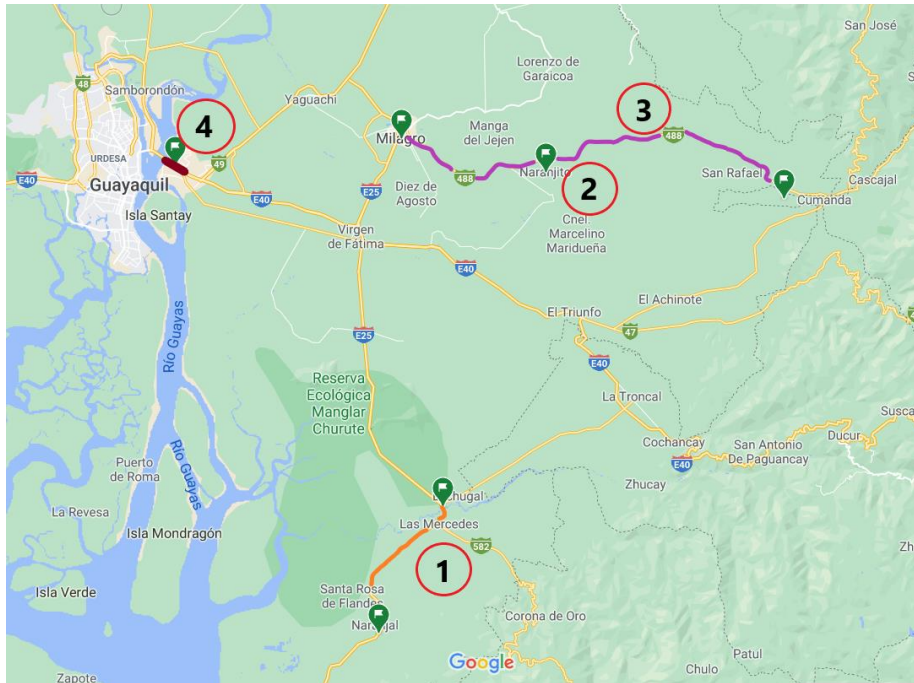 San José
48
Samborondón
Lorenzo de
Garaicoa
4
Yaguachi
3
Milagro
Manga
del Jejen
488
URDESA
49
E40
Guayaquil
E25
488
Naranjito
2
San Rafael
Cascajal
Cumanda
Diez de
Agosto
E40
Isla Santay
Cnel.
Marcelino
Maridueña
Virgen
de Fátima
E40
El Achinote
El Triunfo
47
E25
Río Guayas
E40
Reserva
Ecológica
Manglar
Churute
La Troncal
Susca
Ducur
Cochancay
San Antonio
De Paguancay
E40
Puerto
de Roma
Río Guayas
Zhucay
La Revesa
Las Mercedes
Isla Mondragón
582
1
Isla Verde
Santa Rosa
de Flandes
Corona de Oro
Naranjal
Patul
Google
Chulo
Zapote